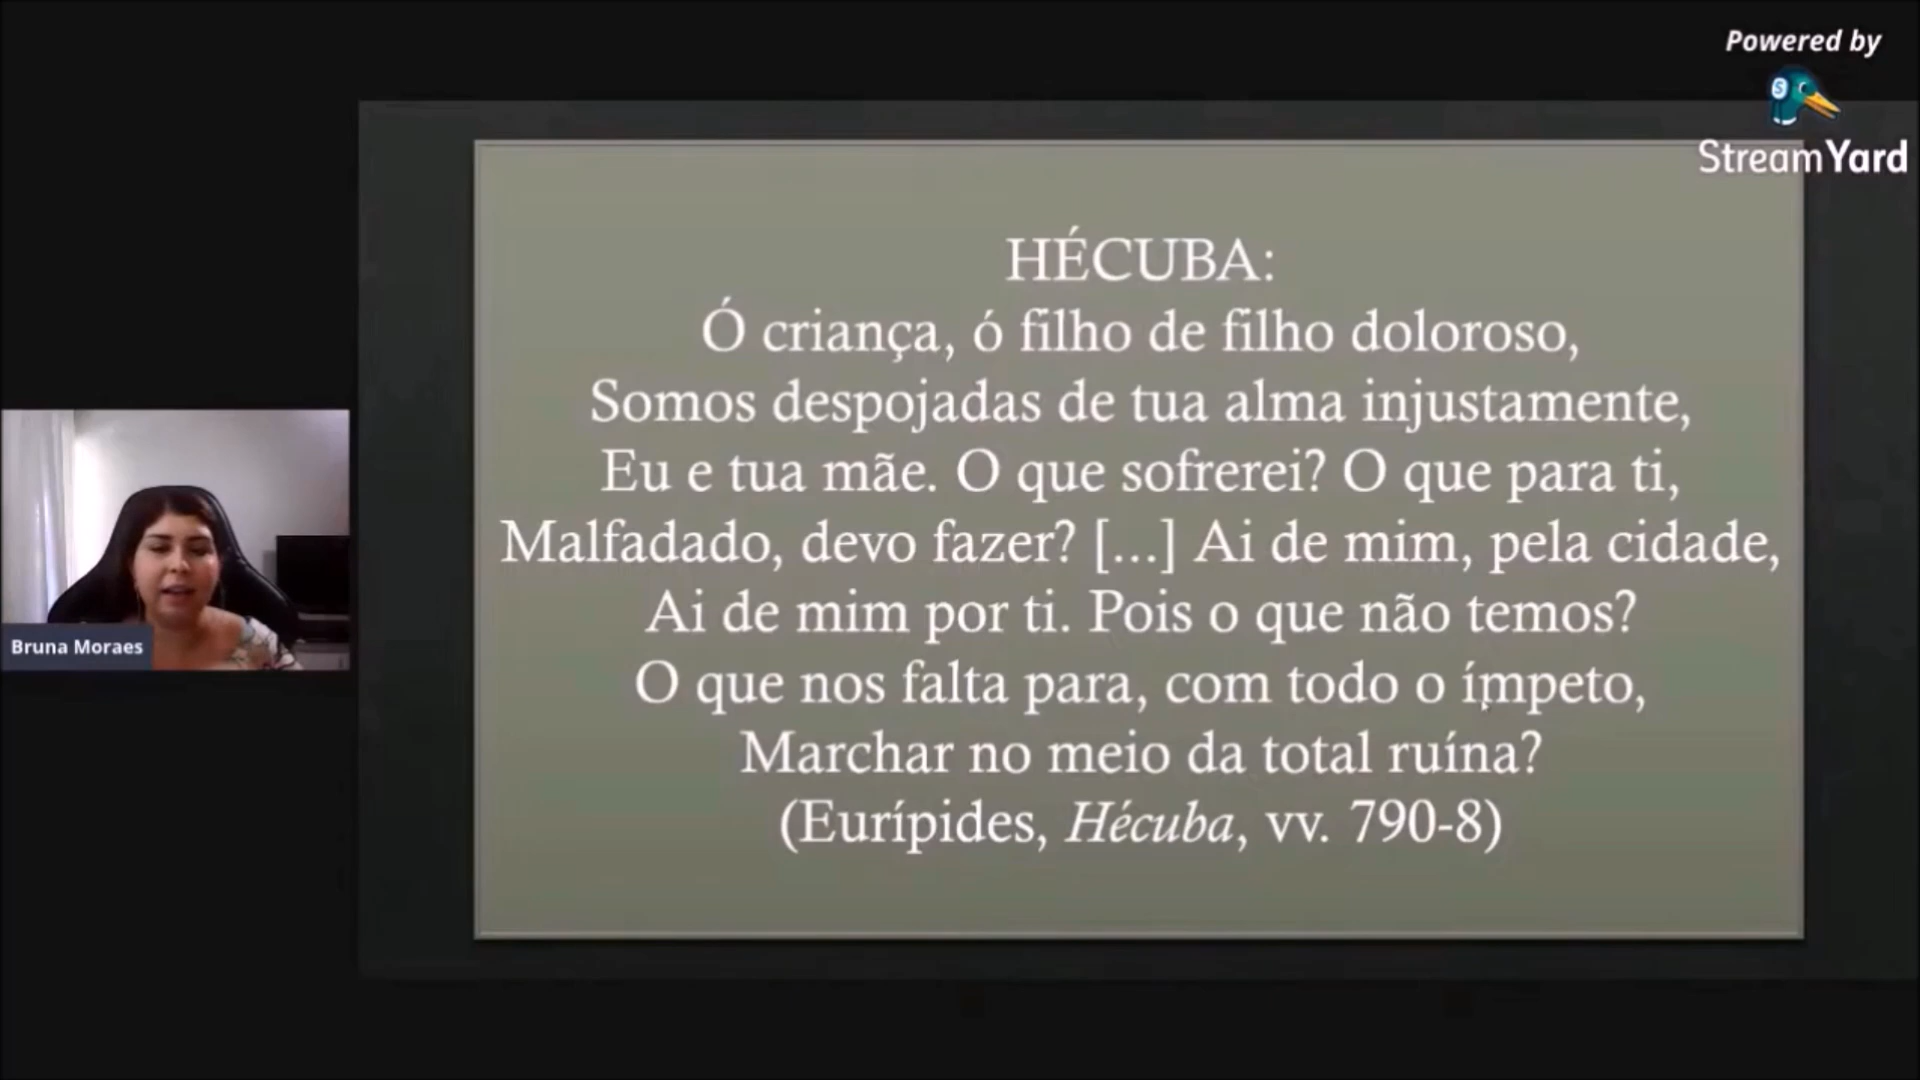 Powered by
StreamYard
HÉCUBA:
Ó criança, ó filho de filho doloroso,
Somos despojadas de tua alma injustamente,
Eu e tua mãe. O que sofrerei? O que para ti,
Malfadado, devo fazer? [...] Ai de mim, pela cidade,
Ai de mim por ti. Pois o que não temos?
O que nos falta para, com todo o ímpeto,
Marchar no meio da total ruína?
(Eurípides, Hécuba, vv. 790-8)
Bruna Moraes